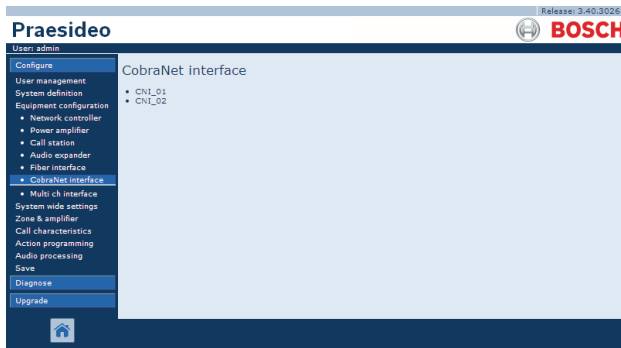 Release: 3.40.3026
Praesideo
BOSCH
User: admin
Configure
User management
System definition
Equipment configuration
• Network controller
• Power amplifier
• Call station
• Audio expander
• Fiber interface
• CobraNet interface
• Multi ch interface
System wide settings
Zone & amplifier
Call characteristics
Action programming
Audio processing
Save
Diagnose
Upgrade
CobraNet interface
• CNI_01
• CNI_02